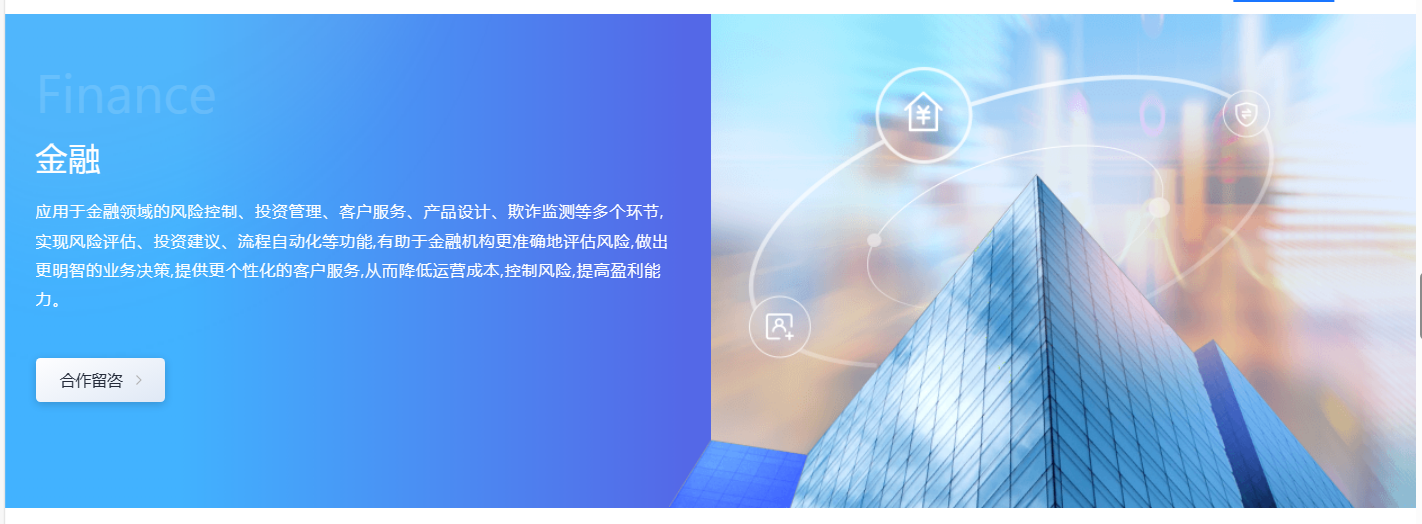 Finance
金融
应用于金融领域的风险控制、投资管理、客户服务、产品设计、欺诈监测等多个环节,
实现风险评估、投资建议、流程自动化等功能,有助于金融机构更准确地评估风险,做出
更明智的业务决策,提供更个性化的客户服务,从而降低运营成本,控制风险,提高盈利能
力。
合作留咨
¥